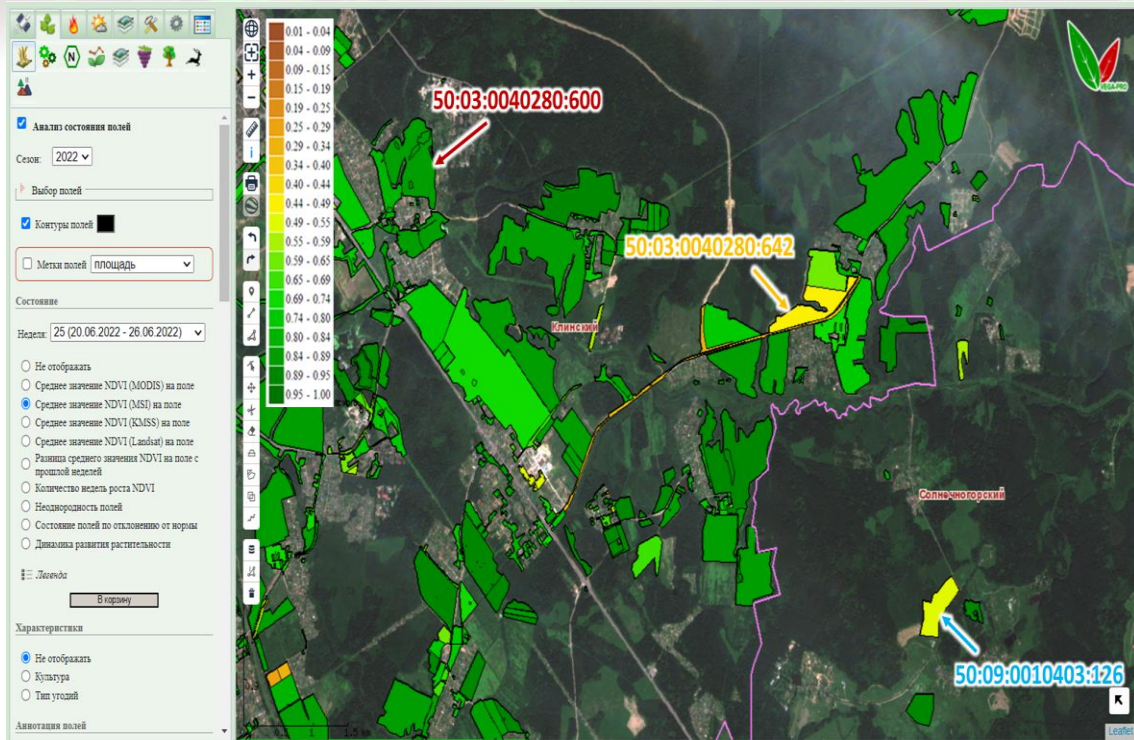 Анализ состояния полей
Сезон: 2022
Выбор полей
Контуры полей
Метки полей площадь
Состояние
Неделя: 25 (20.06.2022 - 26.06.2022)
Не отображать
Среднее значение NDVI (MODIS) на поле
Среднее значение NDVI (MSI) на поле
Среднее значение NDVI (KMSS) на поле
Среднее значение NDVI (Landsat) на поле
Разница среднего значения NDVI на поле с
прошлой неделей
Количество недель роста NDVI
Неоднородность полей
Состояние полей по отклонению от нормы
Динамика развития растительности
Легенда
В корзину
Характеристики
Не отображать
Культура
Тип угодий
Аннотация полей
0.01 - 0.04
0.04 - 0.09
0.09 - 0.15
0.15 - 0.19
0.19 - 0.25
0.25 - 0.29
0.29 - 0.34
0.34 - 0.40
0.40 - 0.44
0.44 - 0.49
0.49 - 0.55
0.55 - 0.59
0.59 - 0.65
0.65 - 0.69
0.69 - 0.74
0.74 - 0.80
0.80 - 0.84
0.84 - 0.89
0.89 - 0.95
0.95 - 1.00
50:03:0040280:600
50:03:0040280:642
Клинский
Солнечногорский
50:09:0010403:126
VEGA-PRO
Leaflet